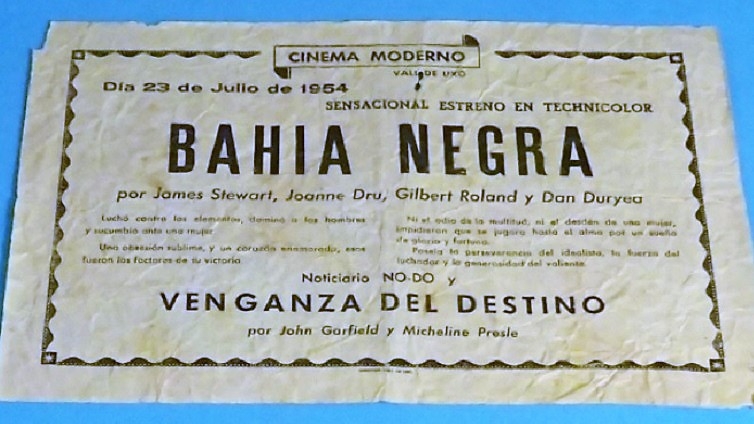 CINEMA MODERNO
VALL DE UXÓ
Día 23 de Julio de 1954
SENSACIONAL ESTRENO EN TECHNICOLOR
BAHIA NEGRA
por James Stewart, Joanne Dru, Gilbert Roland y Dan Duryea
Luchó contra los elementos, dominó a los hombres
y sucumbió ante una mujer.
Una obsesión sublime, y un corazón enamorado, esos
fueron los factores de su victoria.
Ni el odio de la multitud, ni el desdén de una mujer,
impidieron que se jugara hasta el alma por un sueño
de gloria y fortuna.
Poseía la perseverancia del idealista, la fuerza del
luchador y la generosidad del valiente.
Noticiario NO-DO y
VENGANZA DEL DESTINO
por John Garfield y Micheline Presle